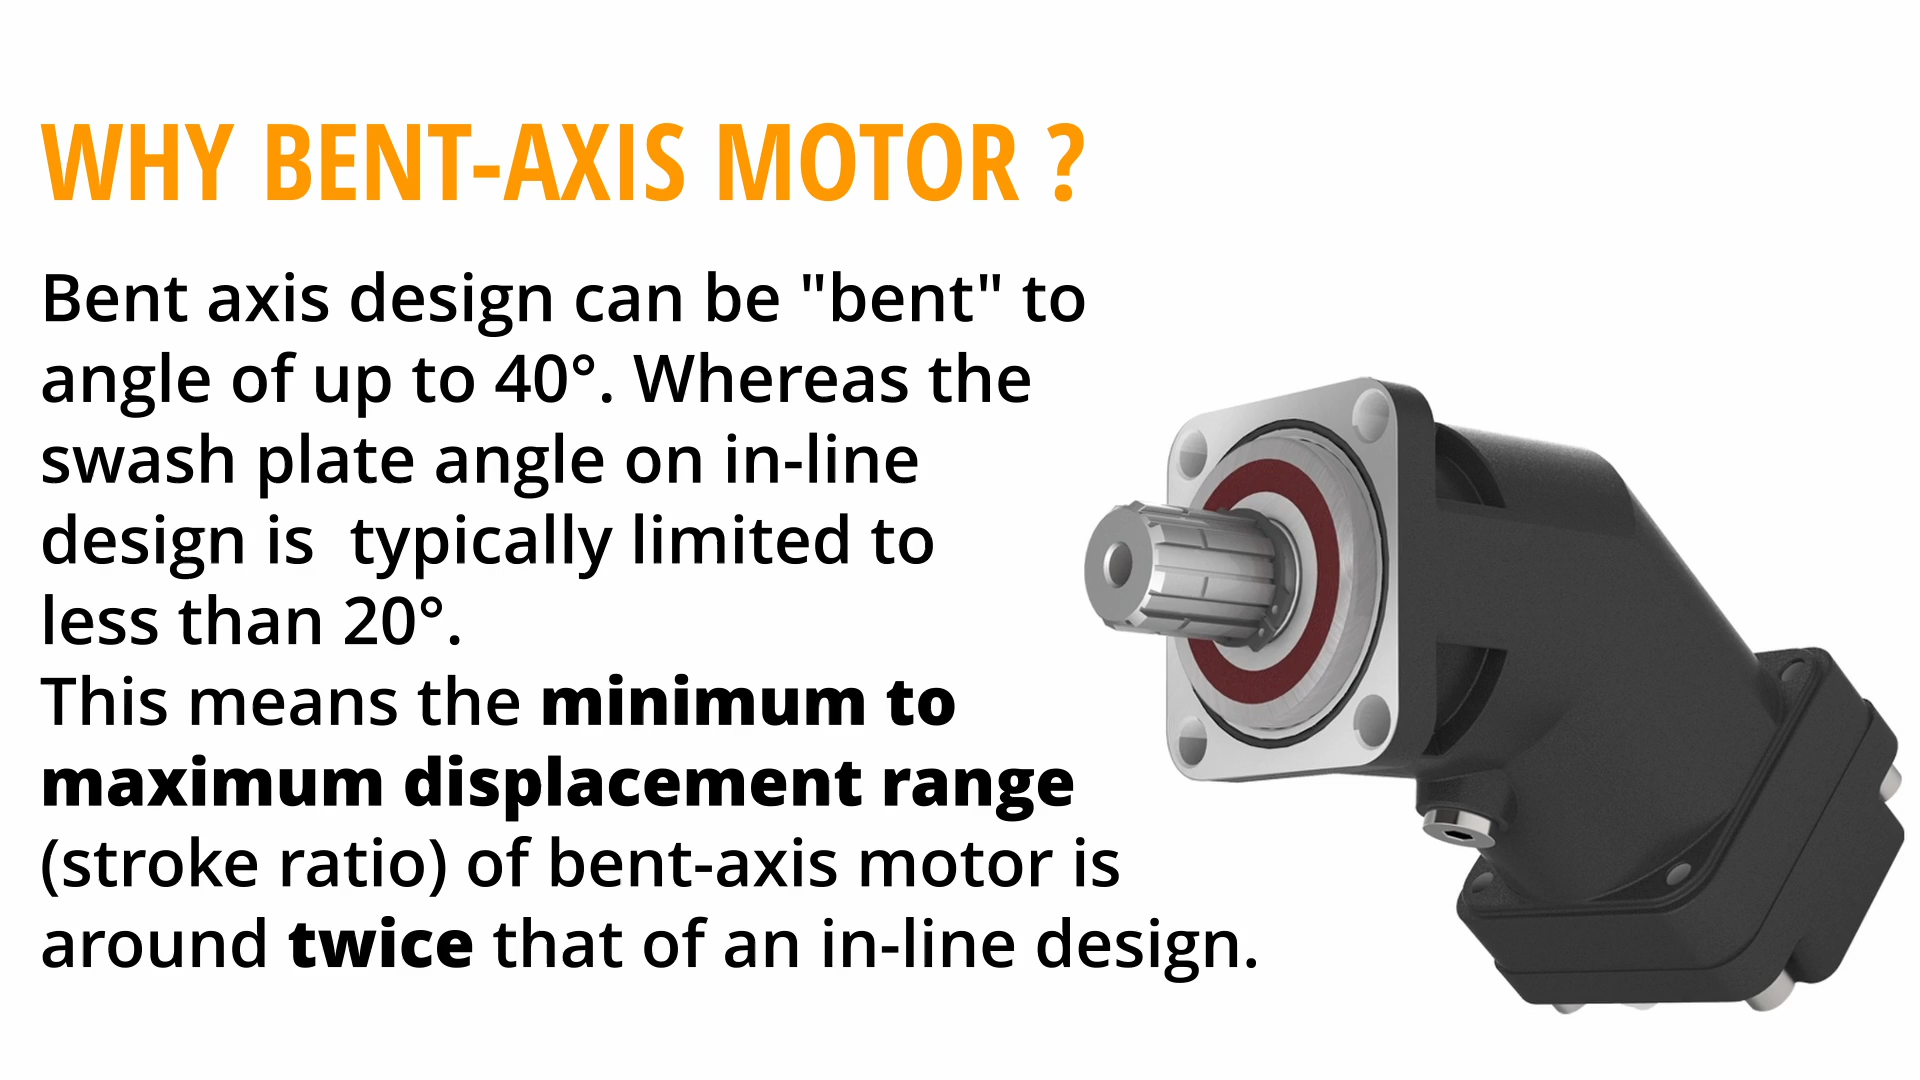 WHY BENT-AXIS MOTOR ?
Bent axis design can be "bent" to
angle of up to 40°. Whereas the
swash plate angle on in-line
design is  typically limited to
less than 20°.
This means the minimum to
maximum displacement range
(stroke ratio) of bent-axis motor is
around twice that of an in-line design.